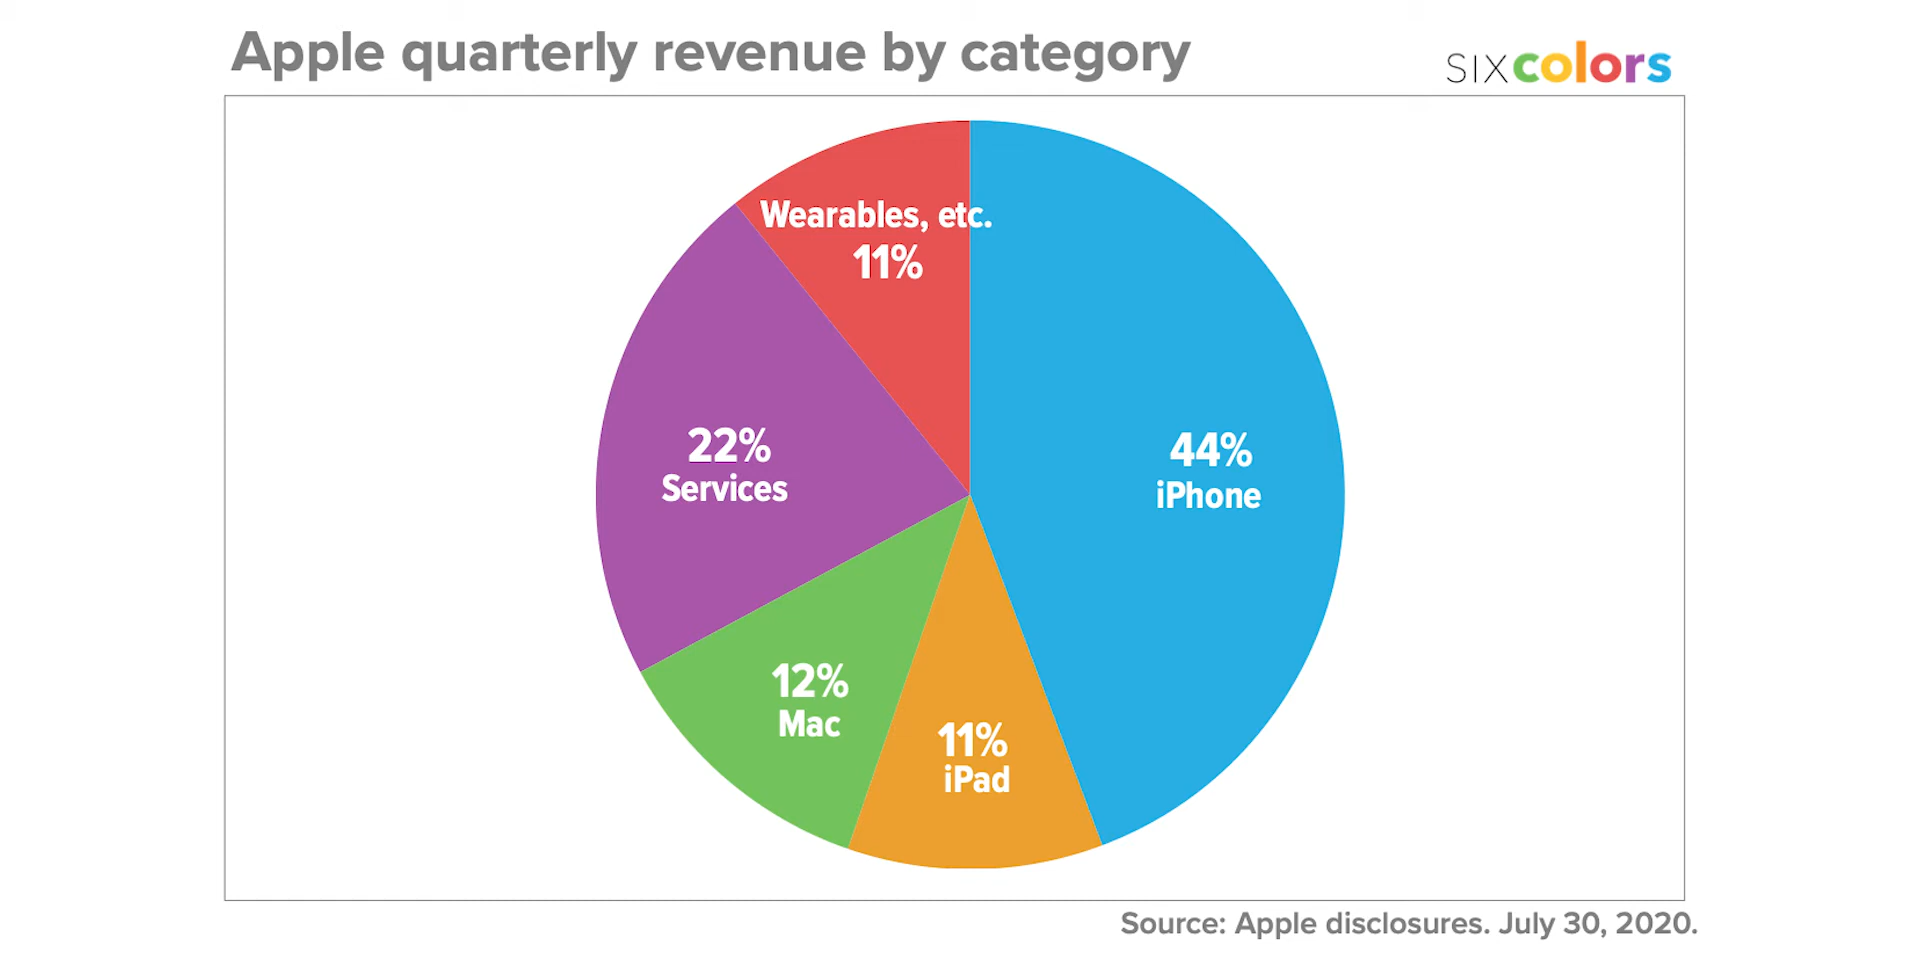 Apple quarterly revenue by category
sixcolors
Wearables, etc.
11%
22%
Services
44%
iPhone
12%
Mac
11%
iPad
Source: Apple disclosures. July 30, 2020.